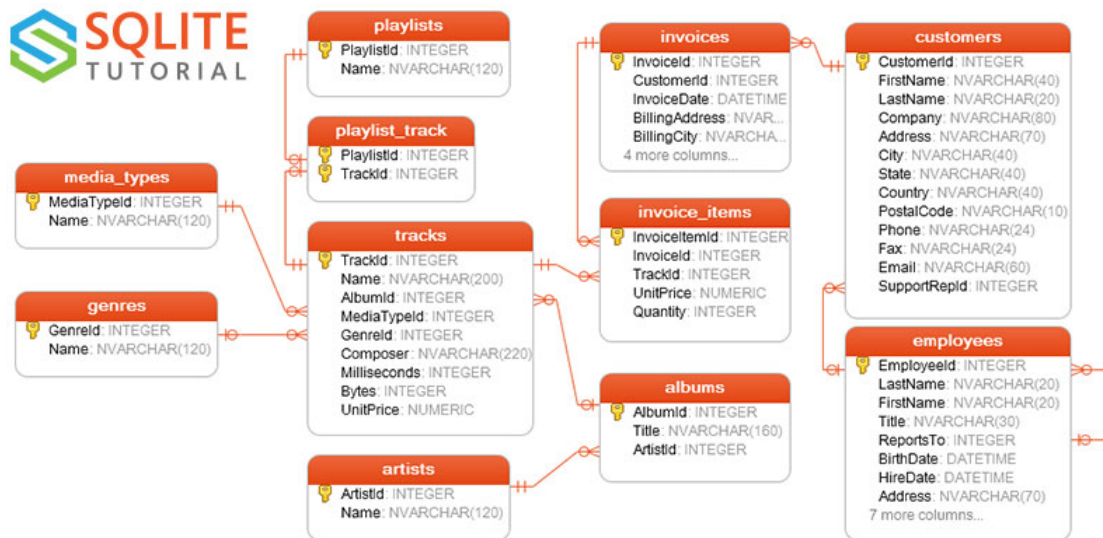 SQLITE
TUTORIAL
playlists
PlaylistId: INTEGER
Name: NVARCHAR(120)
playlist_track
PlaylistId: INTEGER
TrackId: INTEGER
media_types
MediaTypeId: INTEGER
Name: NVARCHAR(120)
genres
GenreId: INTEGER
Name: NVARCHAR(120)
tracks
TrackId: INTEGER
Name: NVARCHAR(200)
AlbumId: INTEGER
MediaTypeId: INTEGER
GenreId: INTEGER
Composer: NVARCHAR(220)
Milliseconds: INTEGER
Bytes: INTEGER
UnitPrice: NUMERIC
artists
ArtistId: INTEGER
Name: NVARCHAR(120)
invoices
InvoiceId: INTEGER
CustomerId: INTEGER
InvoiceDate: DATETIME
BillingAddress: NVAR...
BillingCity: NVARCHA...
4 more columns...
invoice_items
InvoiceItemId: INTEGER
InvoiceId: INTEGER
TrackId: INTEGER
UnitPrice: NUMERIC
Quantity: INTEGER
albums
AlbumId: INTEGER
Title: NVARCHAR(160)
ArtistId: INTEGER
customers
CustomerId: INTEGER
FirstName: NVARCHAR(40)
LastName: NVARCHAR(20)
Company: NVARCHAR(80)
Address: NVARCHAR(70)
City: NVARCHAR(40)
State: NVARCHAR(40)
Country: NVARCHAR(40)
PostalCode: NVARCHAR(10)
Phone: NVARCHAR(24)
Fax: NVARCHAR(24)
Email: NVARCHAR(60)
SupportRepId: INTEGER
employees
EmployeeId: INTEGER
LastName: NVARCHAR(20)
FirstName: NVARCHAR(20)
Title: NVARCHAR(30)
ReportsTo: INTEGER
BirthDate: DATETIME
HireDate: DATETIME
Address: NVARCHAR(70)
7 more columns...